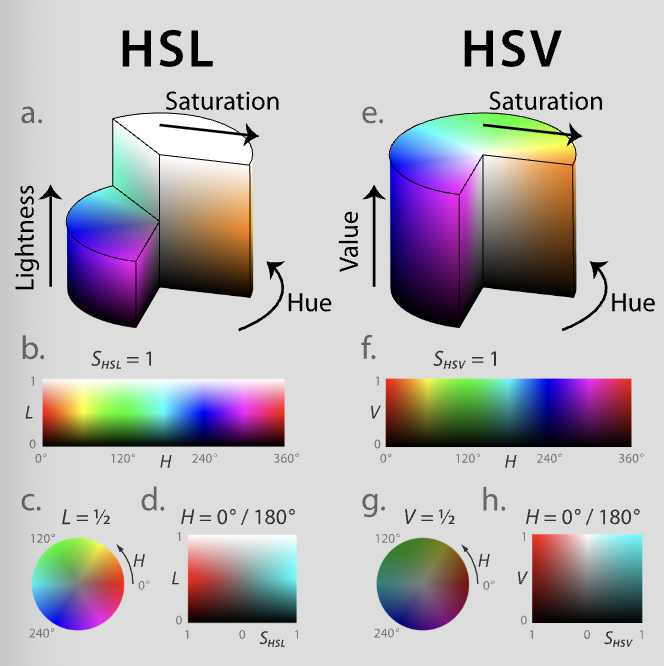 HSL
HSV
a.
Saturation
Lightness
Hue
e.
Saturation
Value
Hue
b.
S_HSL = 1
1
L
0
0° 120° 240° 360°
H
f.
S_HSV = 1
1
V
0
0° 120° 240° 360°
H
c.
L = ½
120°
H
0°
240°
d.
H = 0° / 180°
1
L
0
1 0 1
S_HSL
g.
V = ½
120°
H
0°
240°
h.
H = 0° / 180°
1
V
0
1 0 1
S_HSV